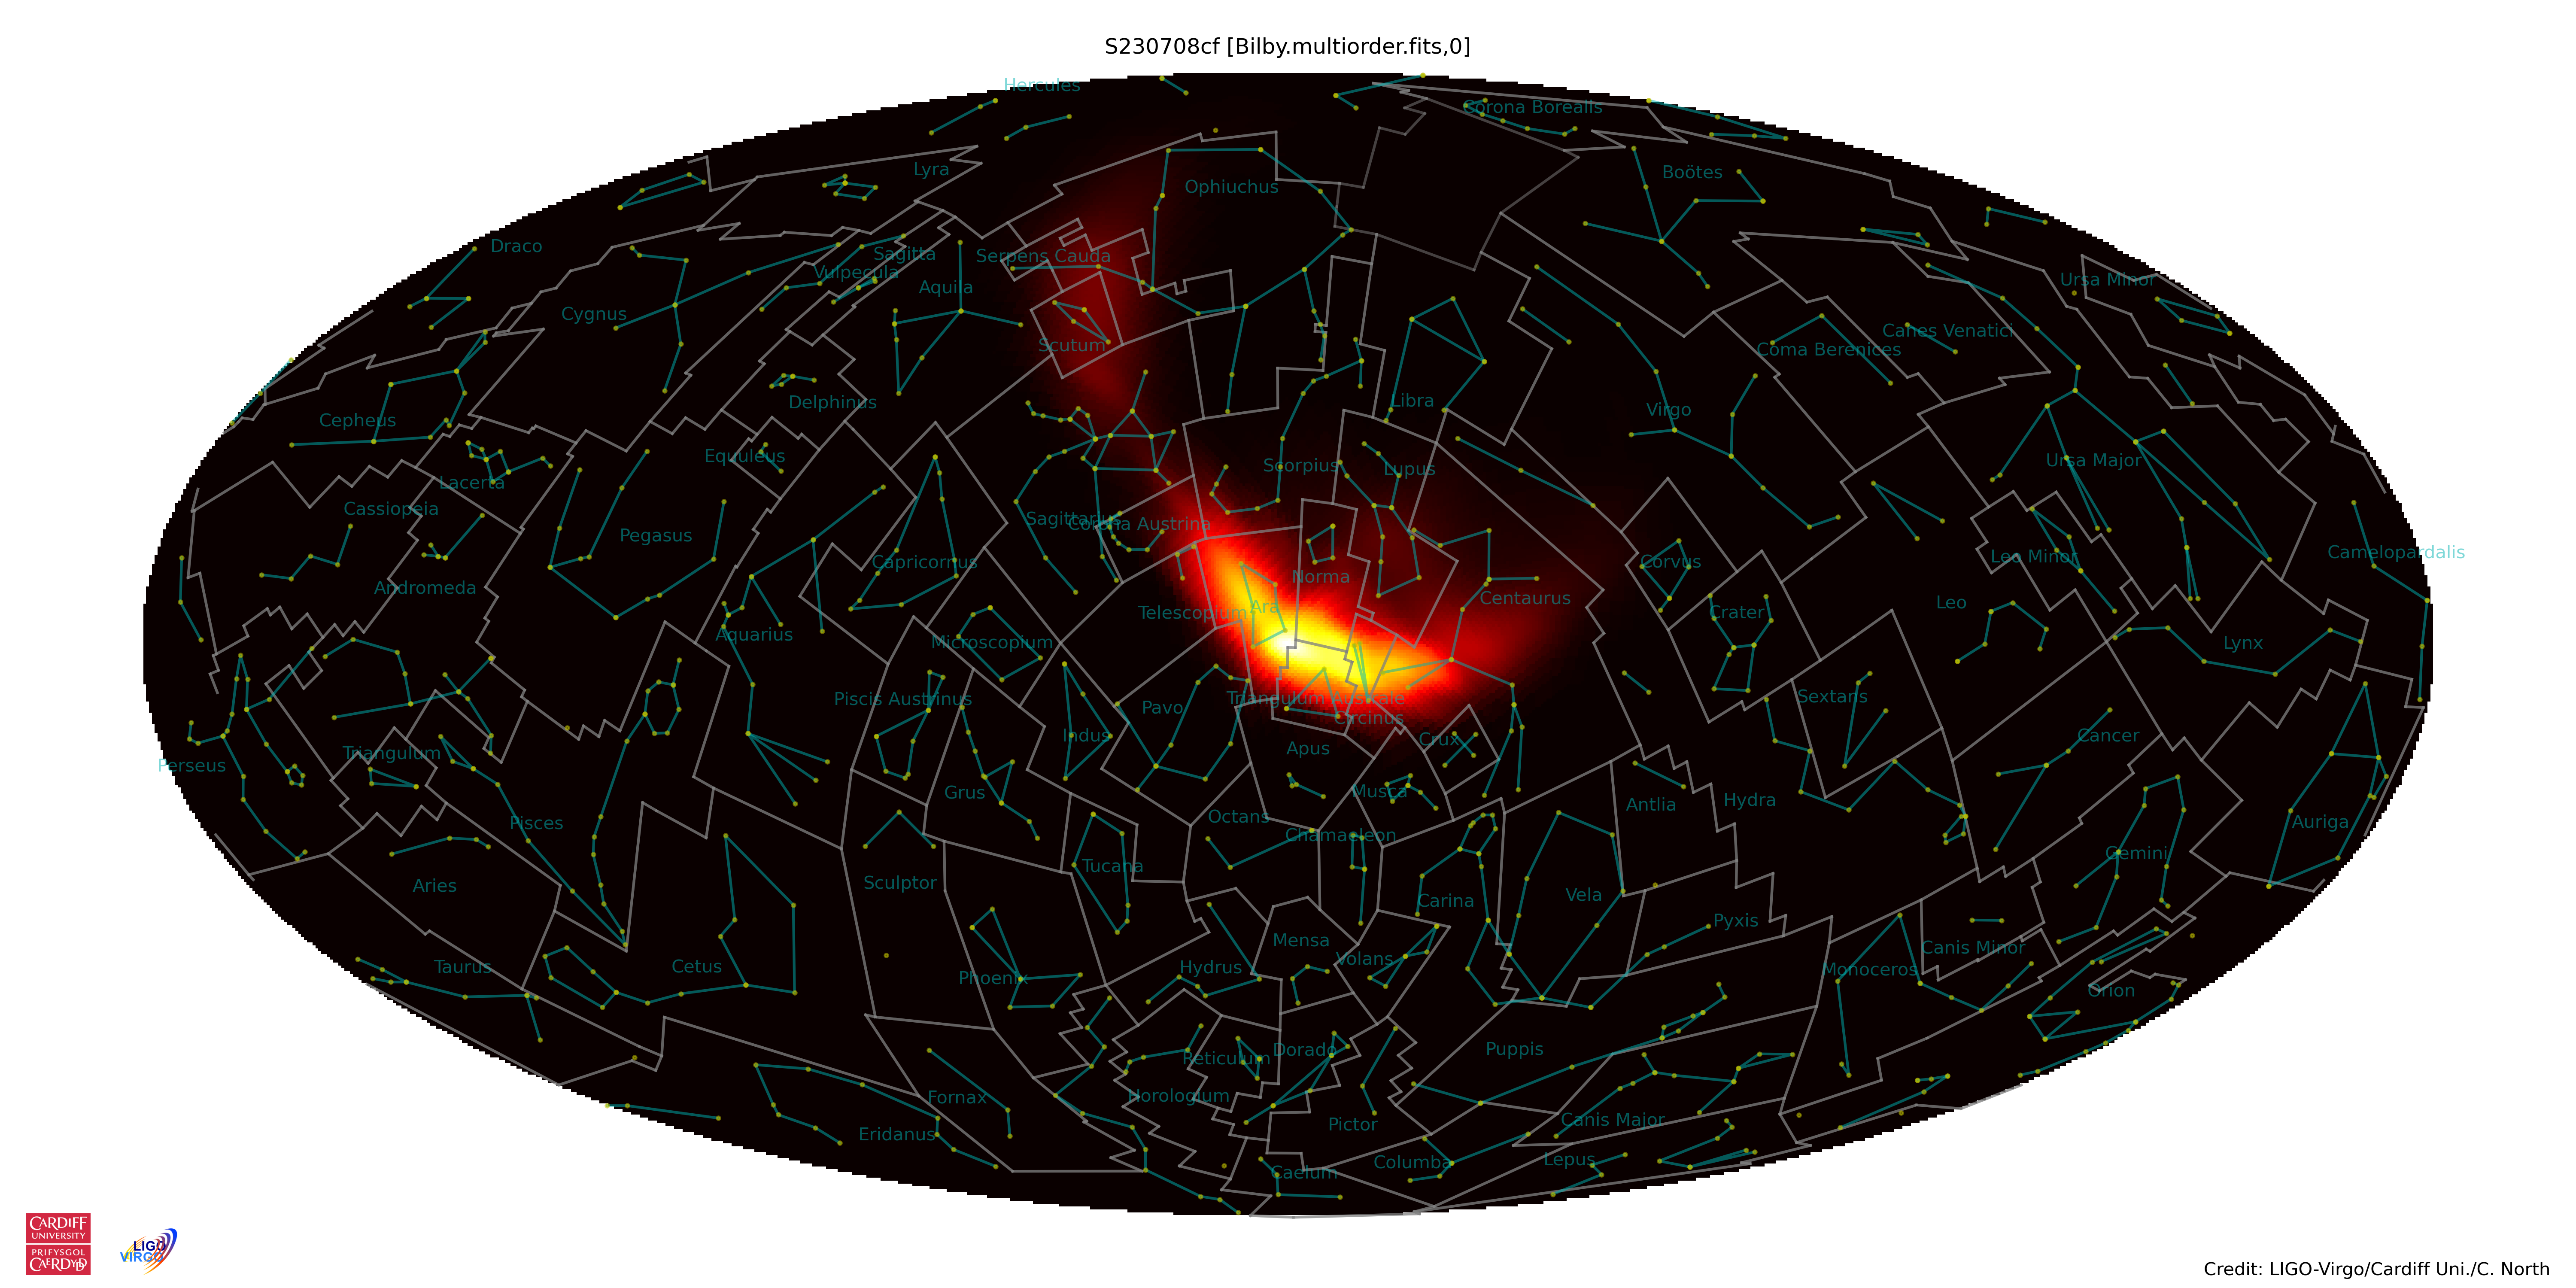 S230708cf [Bilby.multiorder.fits,0]
Hercules
Corona Borealis
Lyra
Ophiuchus
Boötes
Draco
Sagitta
Serpens Cauda
Vulpecula
Aquila
Ursa Minor
Cygnus
Canes Venatici
Scutum
Coma Berenices
Delphinus
Libra
Virgo
Cepheus
Equuleus
Scorpius
Lupus
Ursa Major
Lacerta
Cassiopeia
Sagittarius
Corona Austrina
Pegasus
Camelopardalis
Capricornus
Norma
Corvus
Leo Minor
Andromeda
Telescopium
Ara
Centaurus
Crater
Leo
Aquarius
Microscopium
Lynx
Piscis Austrinus
Pavo
Triangulum Australe
Sextans
Circinus
Indus
Apus
Crux
Cancer
Triangulum
Perseus
Grus
Musca
Antlia
Hydra
Pisces
Octans
Chamaeleon
Auriga
Gemini
Tucana
Aries
Sculptor
Carina
Vela
Pyxis
Mensa
Canis Minor
Taurus
Cetus
Hydrus
Volans
Monoceros
Phoenix
Orion
Reticulum
Dorado
Puppis
Fornax
Horologium
Canis Major
Eridanus
Pictor
Caelum
Columba
Lepus
CARDIFF
UNIVERSITY
PRIFYSGOL
CAERDYDD
LIGO
VIRGO
Credit: LIGO-Virgo/Cardiff Uni./C. North